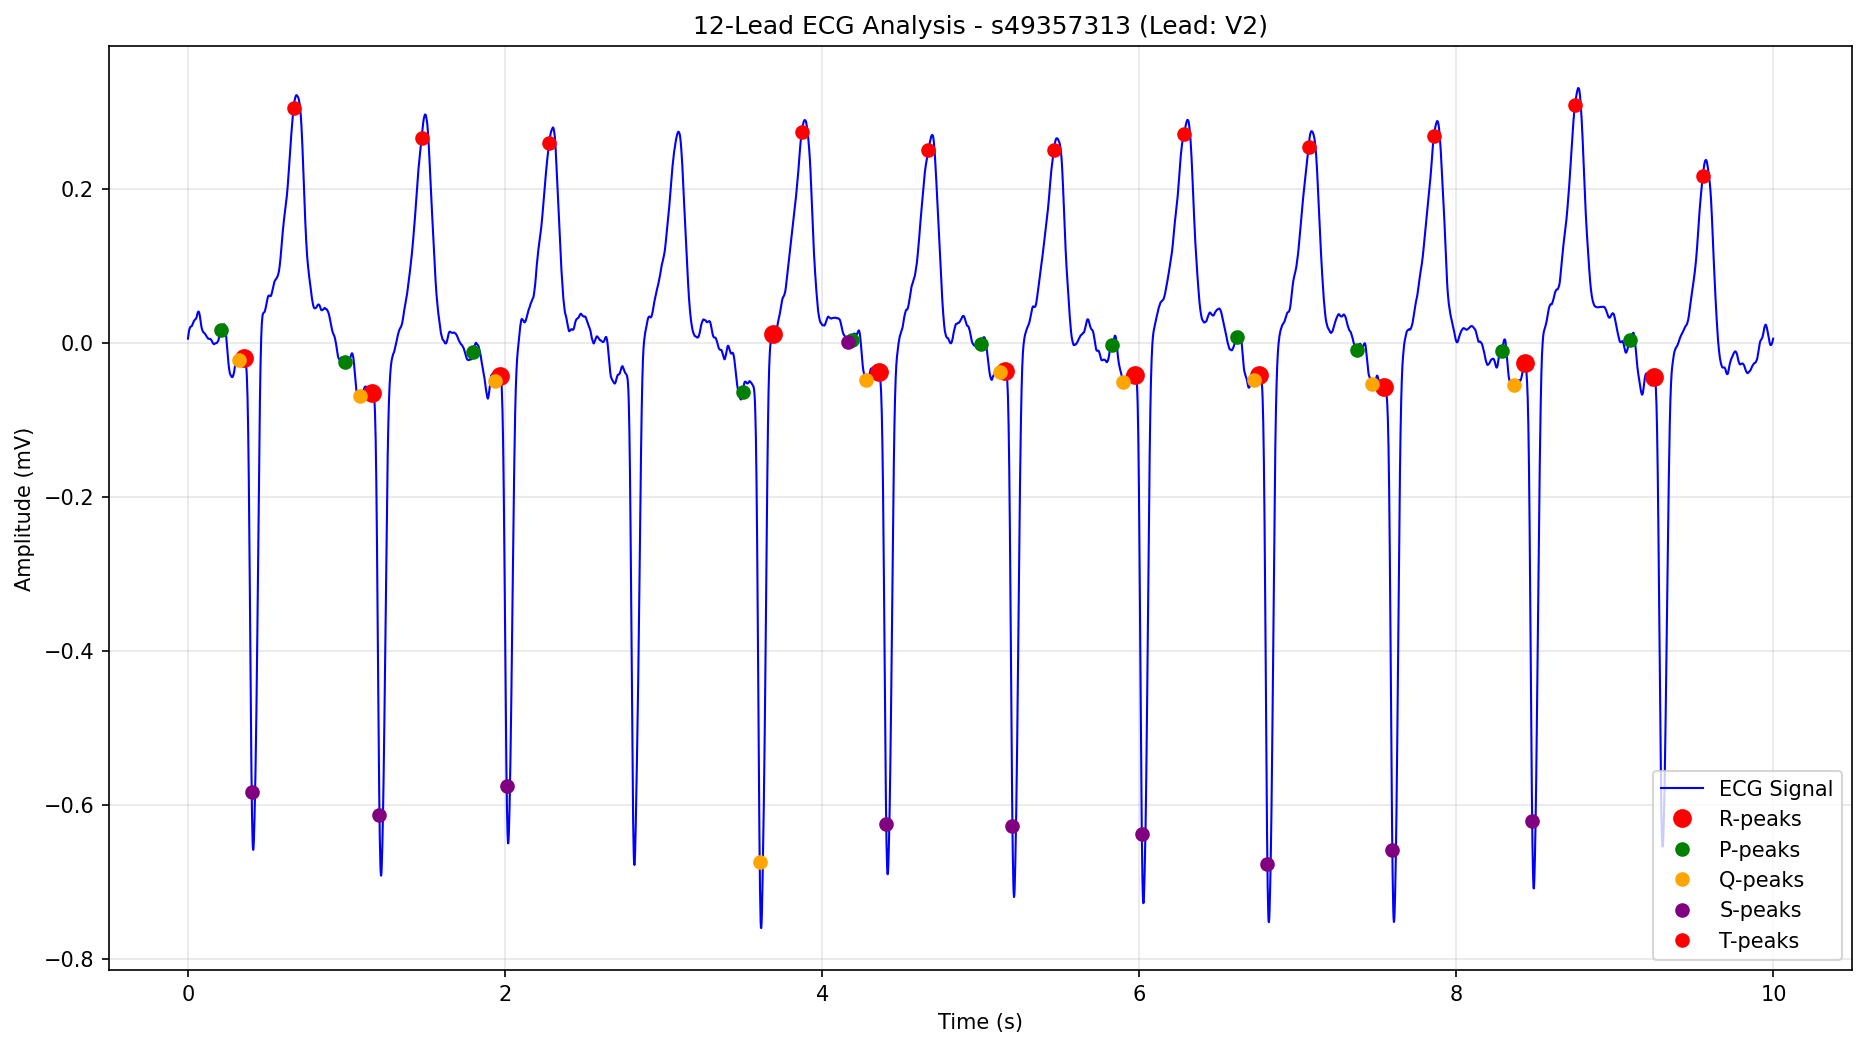 12-Lead ECG Analysis - s49357313 (Lead: V2)
Amplitude (mV)
0.2
0.0
−0.2
−0.4
−0.6
−0.8
0
2
4
6
8
10
Time (s)
ECG Signal
R-peaks
P-peaks
Q-peaks
S-peaks
T-peaks